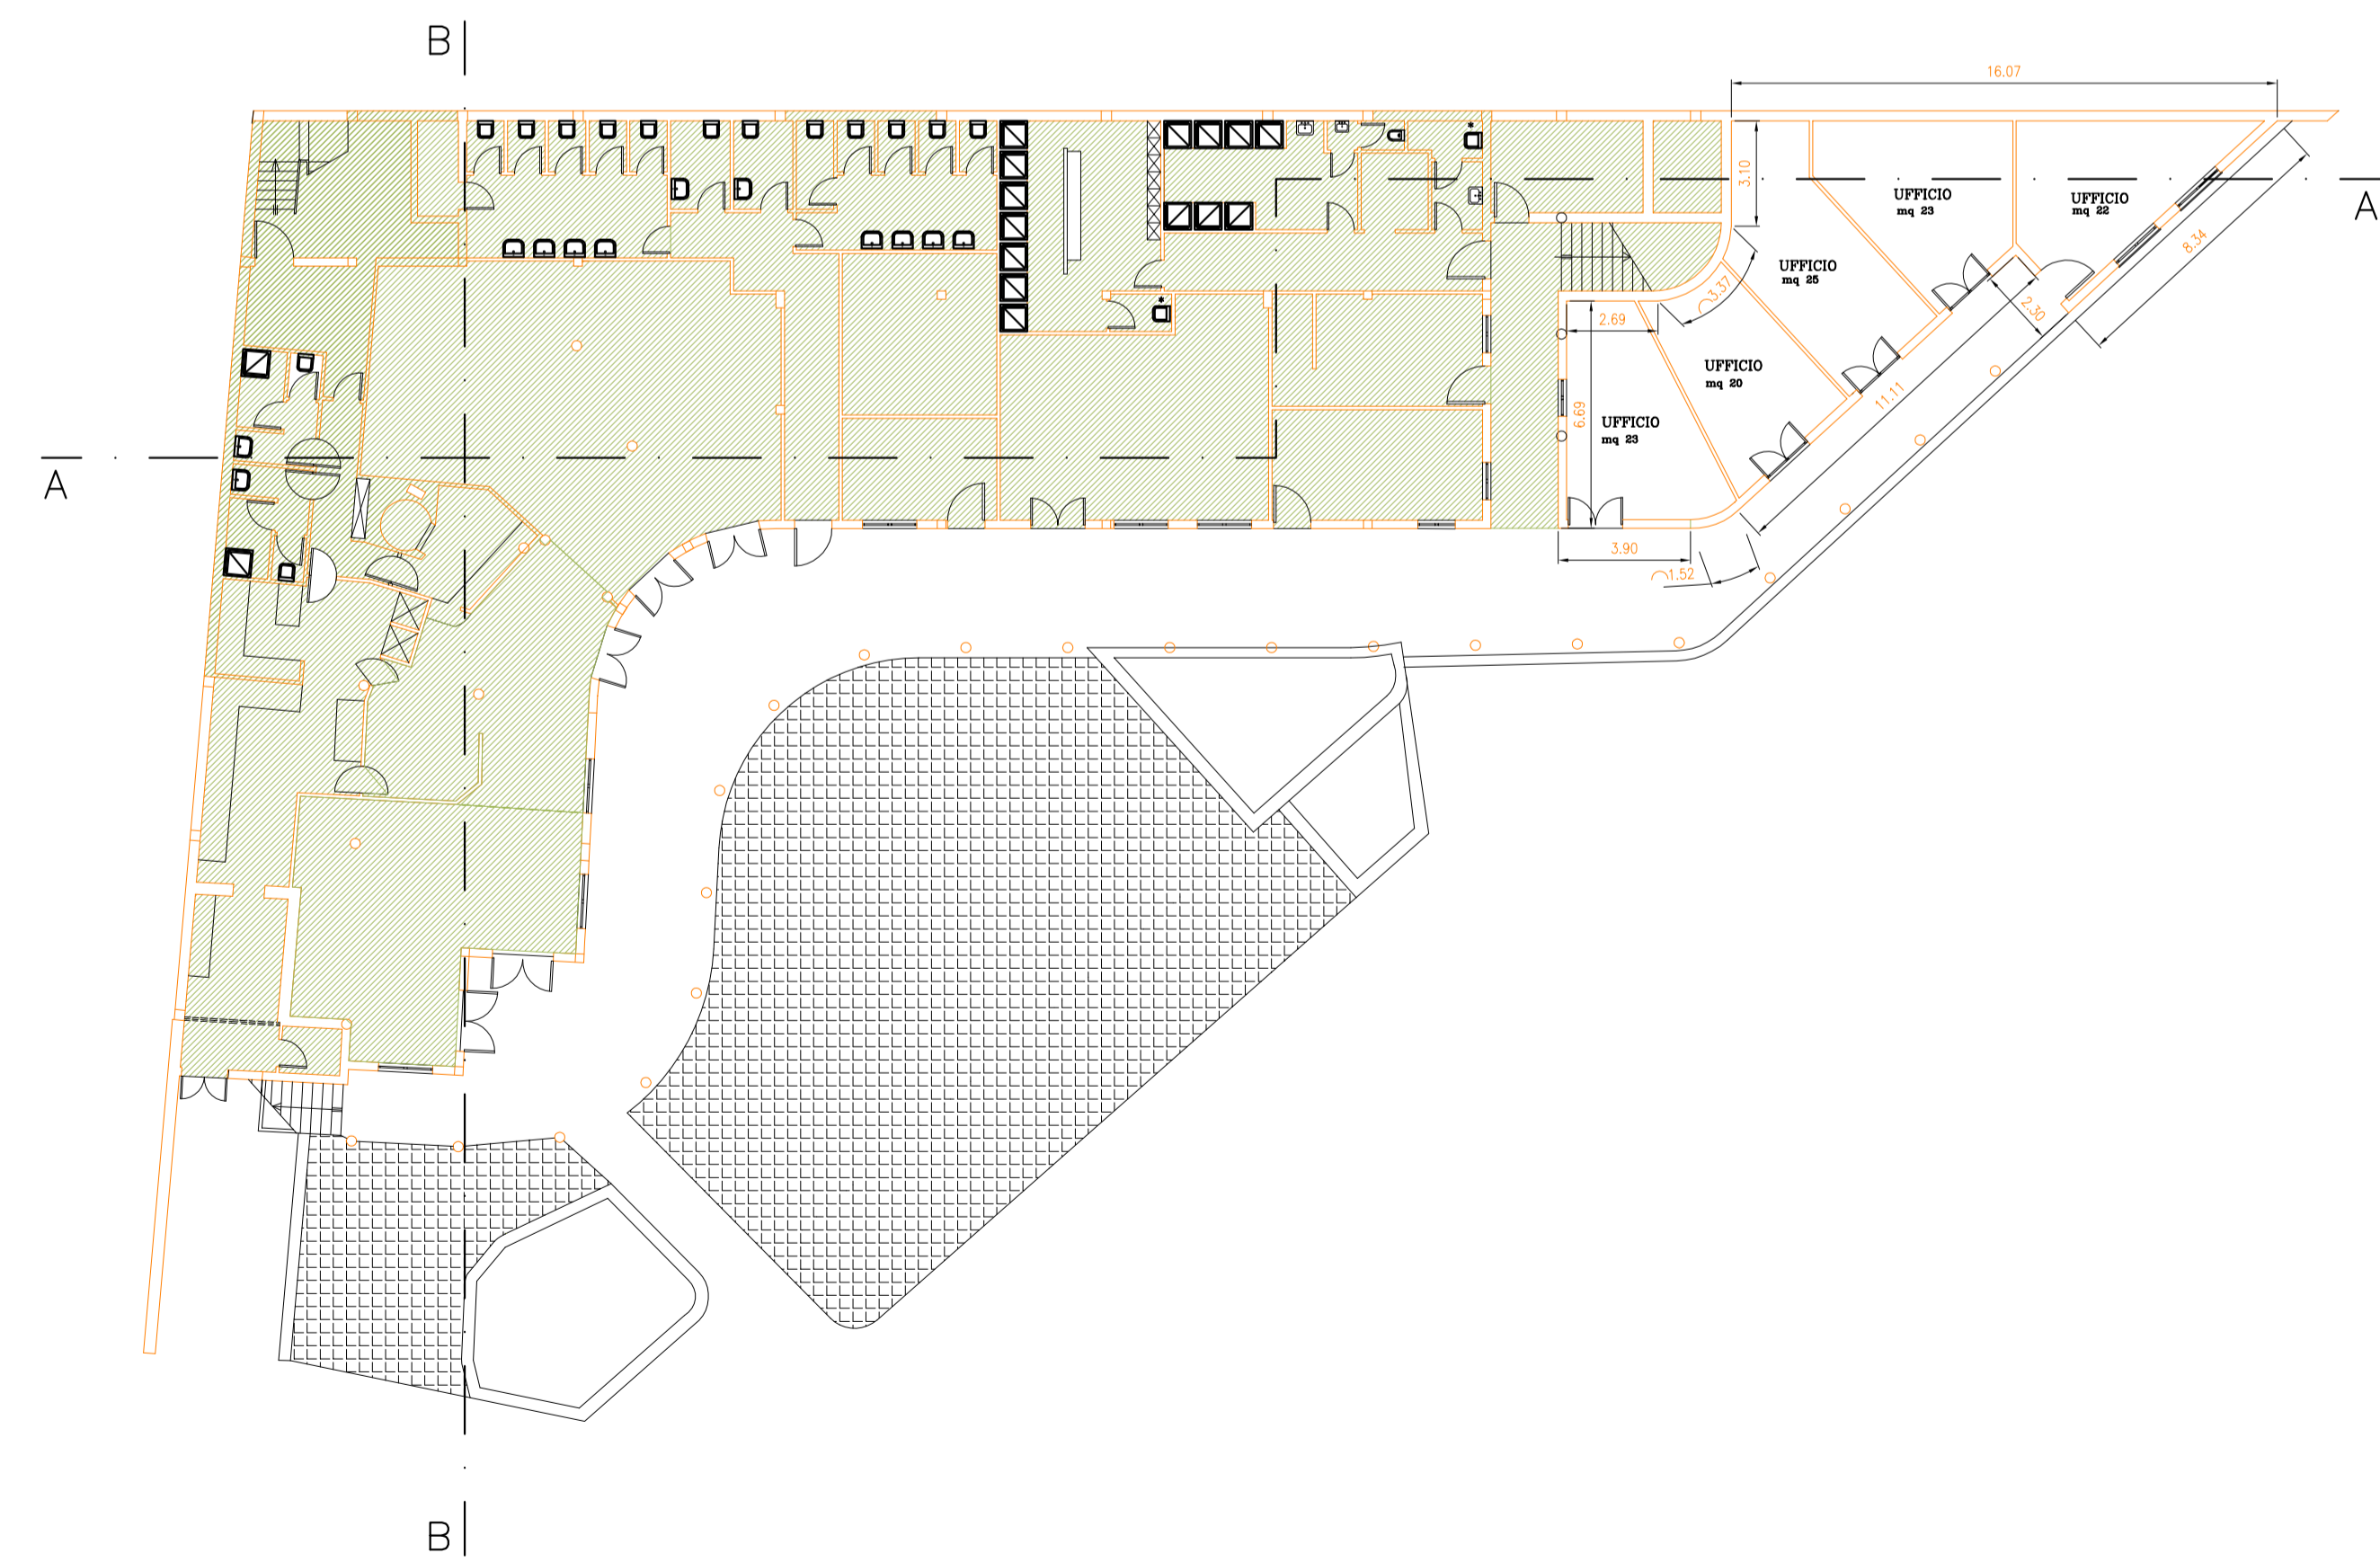 B
16.07
3.10
UFFICIO
mq 23
UFFICIO
mq 22
A
8.34
UFFICIO
mq 25
3.37
2.30
2.69
UFFICIO
mq 20
11.11
6.69
UFFICIO
mq 23
A
3.90
1.52
B